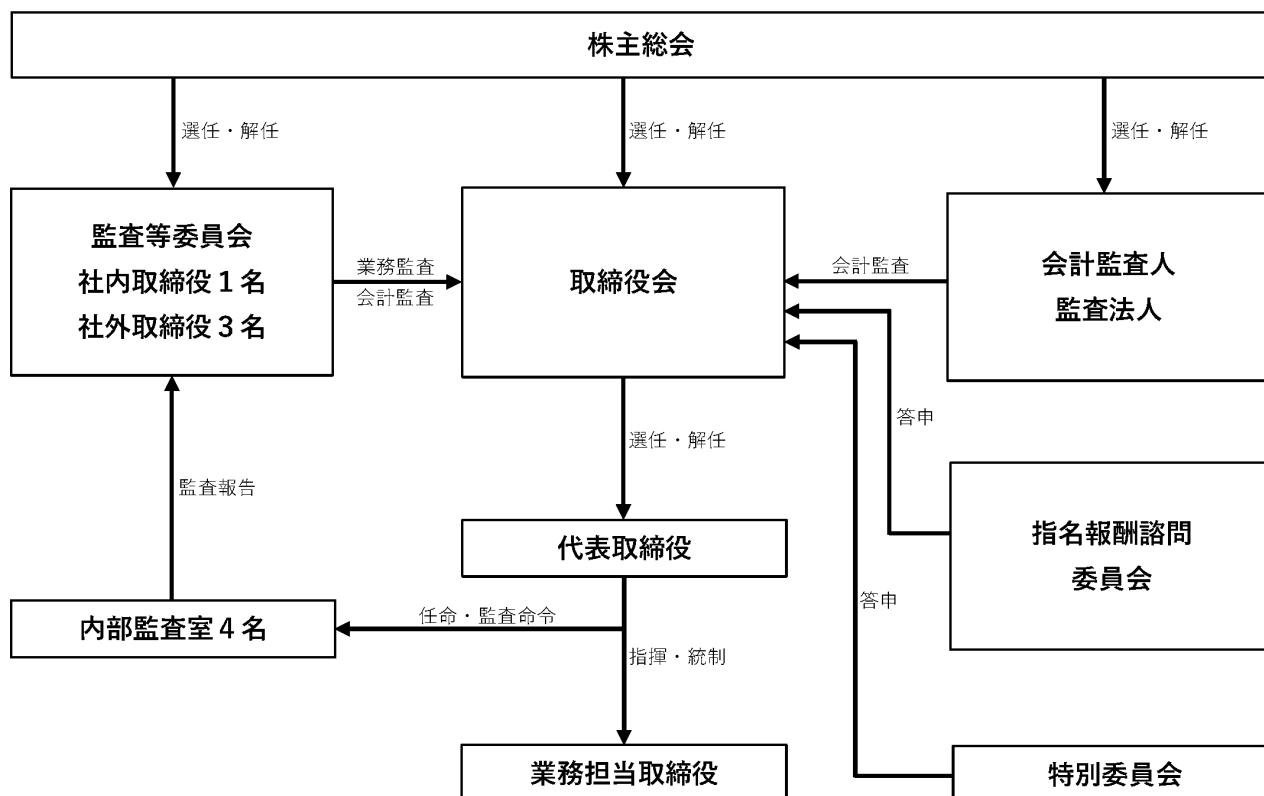 株主総会
選任・解任
選任・解任
選任・解任
監査等委員会
社内取締役1名
社外取締役3名
業務監査
会計監査
取締役会
会計監査
会計監査人
監査法人
答申
選任・解任
監査報告
代表取締役
指名報酬諮問
委員会
答申
内部監査室4名
任命・監査命令
指揮・統制
業務担当取締役
特別委員会